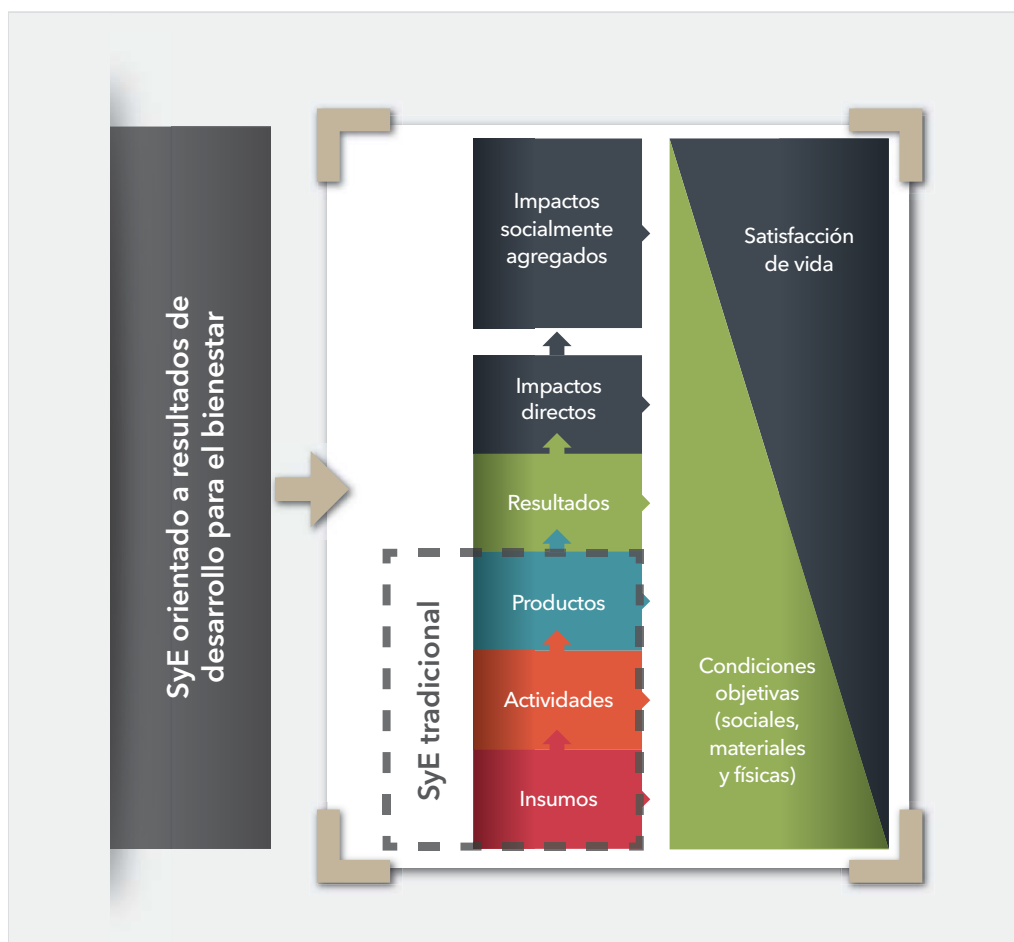 SyE orientado a resultados de
desarrollo para el bienestar
SyE tradicional
Impactos
socialmente
agregados
Impactos
directos
Resultados
Productos
Actividades
Insumos
Satisfacción
de vida
Condiciones
objetivas
(sociales,
materiales
y físicas)